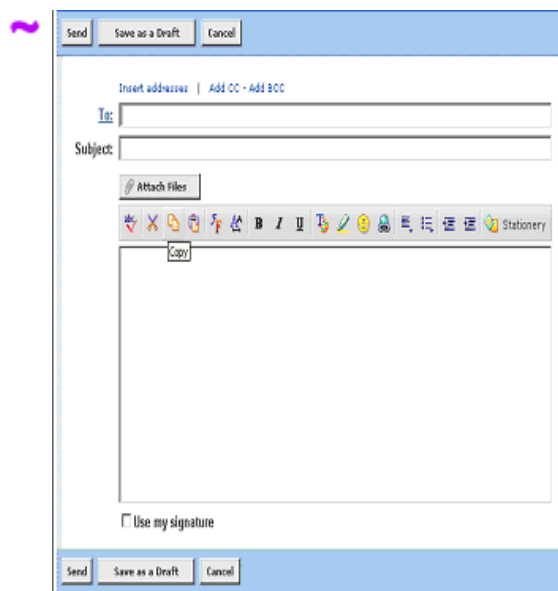 ~
Send Save as a Draft Cancel
Insert addresses | Add CC - Add BCC
To:
Subject:
Attach Files
B I U Stationery
Copy
Use my signature
Send Save as a Draft Cancel